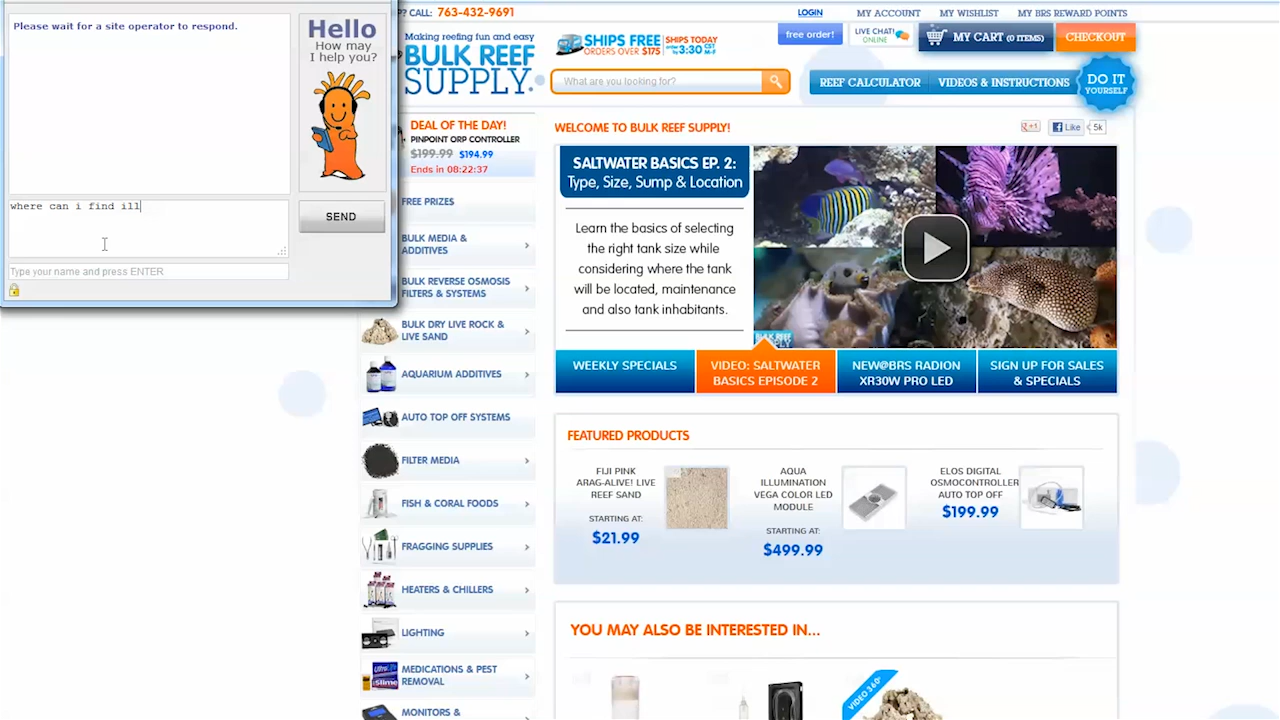 Please wait for a site operator to respond.
Hello
How may
I help you?
where can i find ill
SEND
Type your name and press ENTER
P? CALL: 763-432-9691
LOGIN
MY ACCOUNT
MY WISHLIST
MY BRS REWARD POINTS
Making reefing fun and easy
BULK REEF
SUPPLY.
SHIPS FREE
ORDERS OVER $175
SHIPS TODAY
3:30 CST
M-F
free order!
LIVE CHAT!
ONLINE
MY CART (0 ITEMS)
CHECKOUT
What are you looking for?
REEF CALCULATOR
VIDEOS & INSTRUCTIONS
DO IT
YOURSELF
DEAL OF THE DAY!
PINPOINT ORP CONTROLLER
$199.99 $194.99
Ends in 08:22:37
FREE PRIZES
BULK MEDIA &
ADDITIVES
BULK REVERSE OSMOSIS
FILTERS & SYSTEMS
BULK DRY LIVE ROCK &
LIVE SAND
AQUARIUM ADDITIVES
AUTO TOP OFF SYSTEMS
FILTER MEDIA
FISH & CORAL FOODS
FRAGGING SUPPLIES
HEATERS & CHILLERS
LIGHTING
MEDICATIONS & PEST
REMOVAL
MONITORS &
WELCOME TO BULK REEF SUPPLY!
+1
Like
5k
SALTWATER BASICS EP. 2:
Type, Size, Sump & Location
Learn the basics of selecting
the right tank size while
considering where the tank
will be located, maintenance
and also tank inhabitants.
BULK REEF
WEEKLY SPECIALS
VIDEO: SALTWATER
BASICS EPISODE 2
NEW@BRS RADION
XR30W PRO LED
SIGN UP FOR SALES
& SPECIALS
FEATURED PRODUCTS
FIJI PINK
ARAG-ALIVE! LIVE
REEF SAND
STARTING AT:
$21.99
AQUA
ILLUMINATION
VEGA COLOR LED
MODULE
STARTING AT:
$499.99
ELOS DIGITAL
OSMOCONTROLLER
AUTO TOP OFF
$199.99
YOU MAY ALSO BE INTERESTED IN...
VIDEO 360°